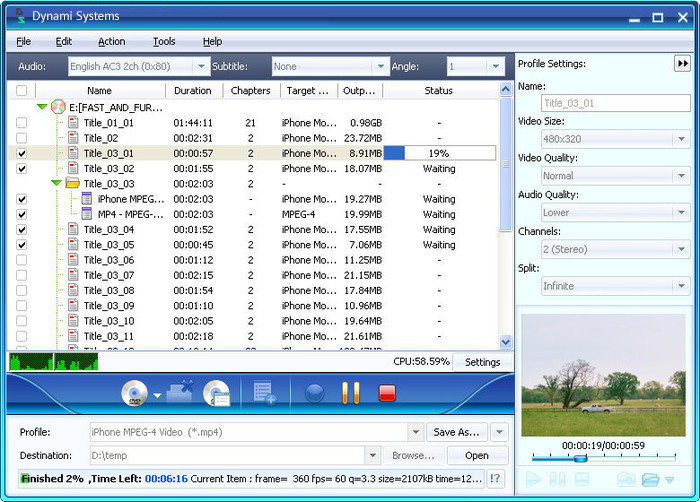 Dynami Systems
File Edit Action Tools Help
Audio: English AC3 2ch (0x80) Subtitle: None Angle: 1
Name Duration Chapters Target ... Outp... Status
E:[FAST_AND_FUR...
Title_01_01 01:44:11 21 iPhone Mo... 0.98GB -
Title_02 00:02:31 2 iPhone Mo... 23.72MB -
Title_03_01 00:00:57 2 iPhone Mo... 8.91MB 19%
Title_03_02 00:01:55 2 iPhone Mo... 18.07MB Waiting
Title_03_03 00:02:03 2 - - -
iPhone MPEG... 00:02:03 - iPhone Mo... 19.27MB Waiting
MP4 - MPEG-... 00:02:03 - MPEG-4 19.99MB Waiting
Title_03_04 00:01:52 2 iPhone Mo... 17.55MB Waiting
Title_03_05 00:00:45 2 iPhone Mo... 7.06MB Waiting
Title_03_06 00:01:12 2 iPhone Mo... 11.25MB -
Title_03_07 00:02:15 2 iPhone Mo... 21.15MB -
Title_03_08 00:01:54 2 iPhone Mo... 17.84MB -
Title_03_09 00:01:10 2 iPhone Mo... 10.96MB -
Title_03_10 00:02:05 2 iPhone Mo... 19.64MB -
Title_03_11 00:02:18 2 iPhone Mo... 21.61MB -
CPU:58.59% Settings
DVD
Profile: iPhone MPEG-4 Video (*.mp4) Save As...
Destination: D:\temp Browse... Open
Finished 2% ,Time Left: 00:06:16 Current Item : frame= 360 fps= 60 q=3.3 size=2107kB time=12... !?
Profile Settings:
Name:
Title_03_01
Video Size:
480x320
Video Quality:
Normal
Audio Quality:
Lower
Channels:
2 (Stereo)
Split:
Infinite
00:00:19/00:00:59